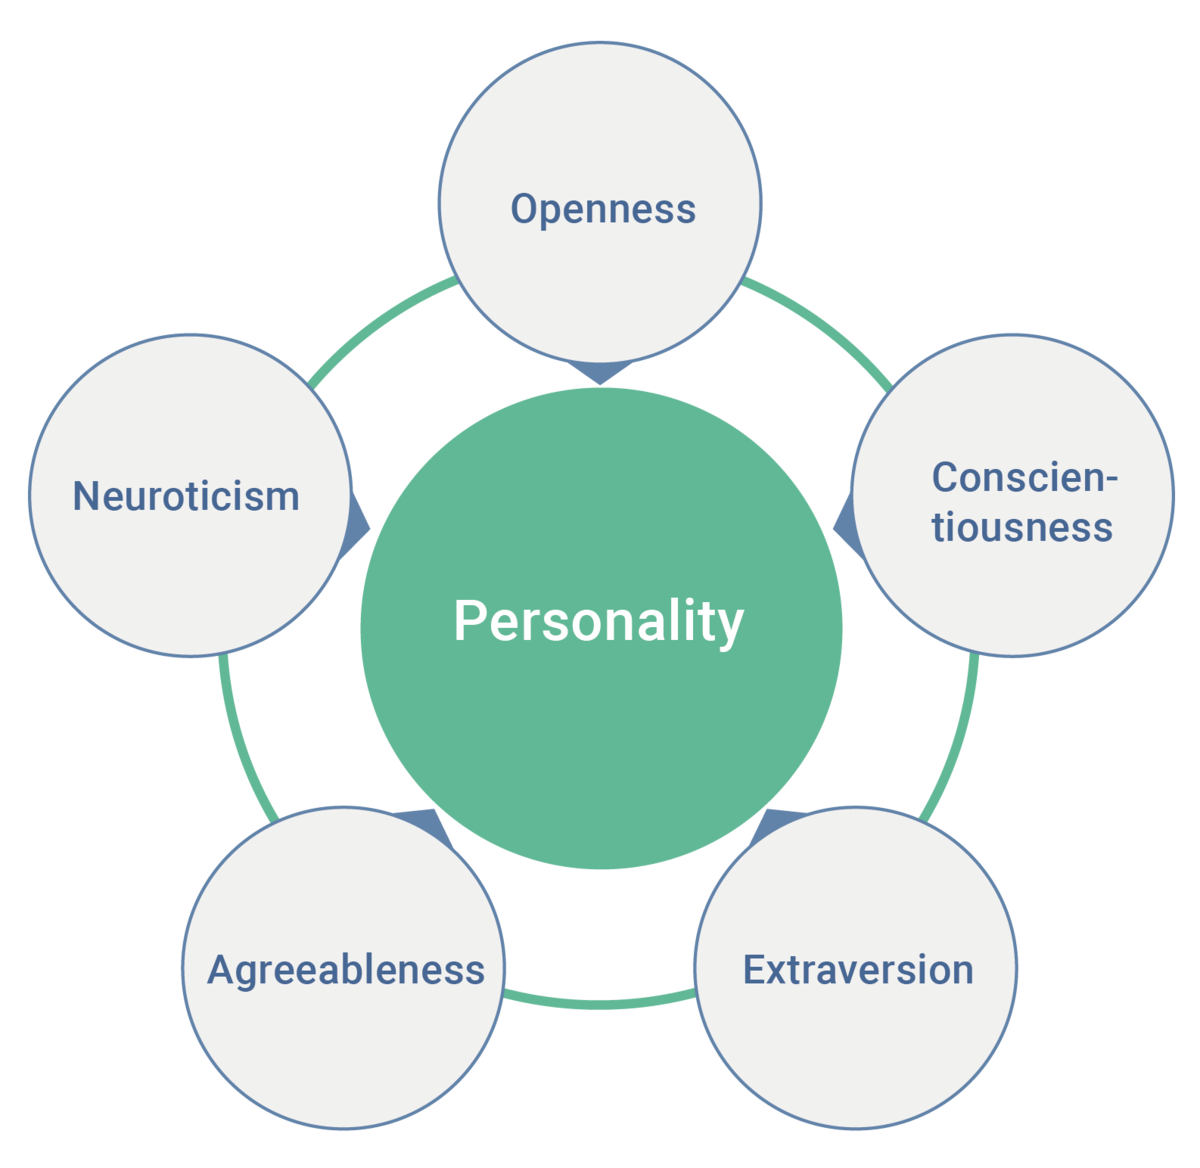 Openness
Neuroticism
Conscien-
tiousness
Personality
Agreeableness
Extraversion